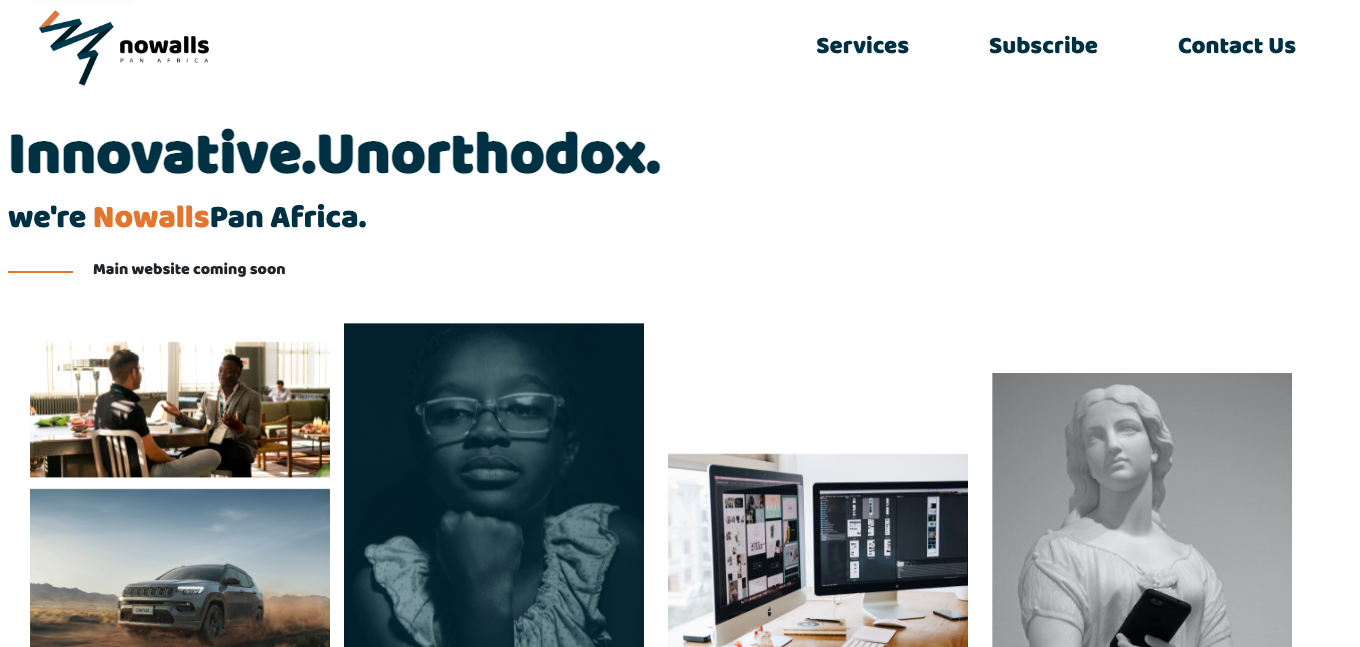 nowalls
PAN AFRICA
Services
Subscribe
Contact Us
Innovative.Unorthodox.
we're NowallsPan Africa.
Main website coming soon